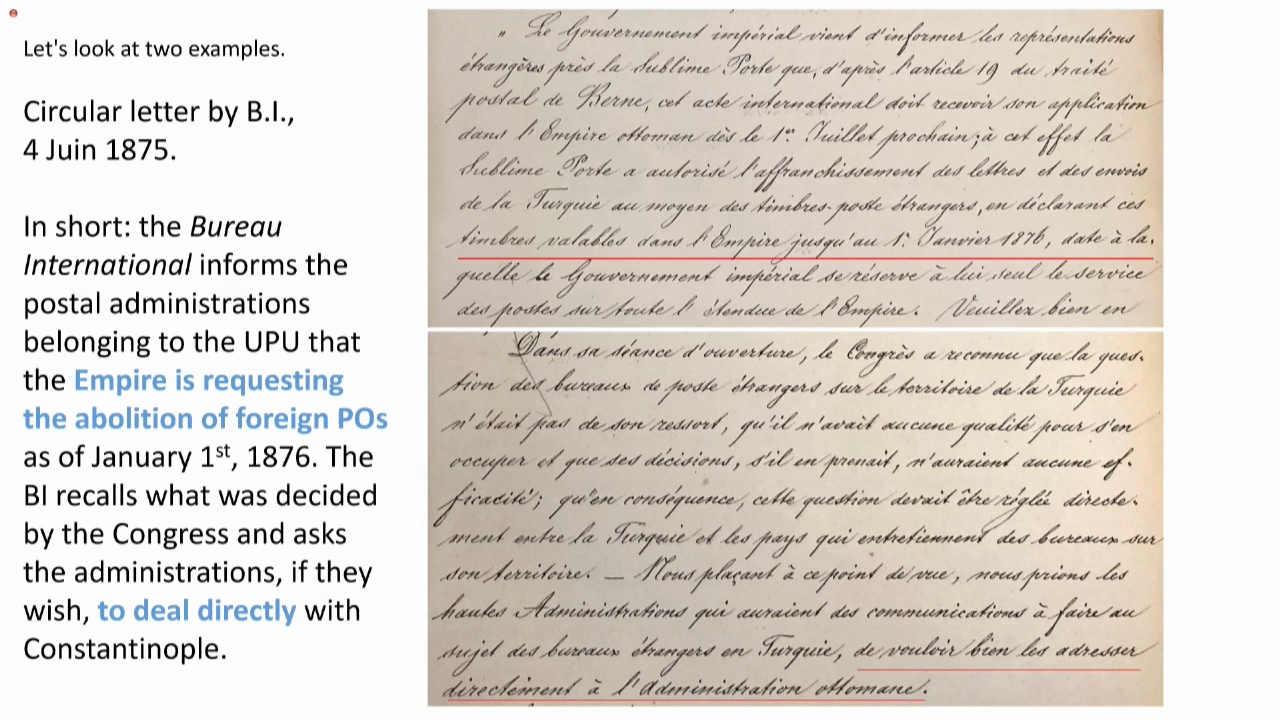 Let's look at two examples.
Circular letter by B.I.,
4 Juin 1875.
In short: the Bureau
International informs the
postal administrations
belonging to the UPU that
the Empire is requesting
the abolition of foreign POs
as of January 1st, 1876. The
BI recalls what was decided
by the Congress and asks
the administrations, if they
wish, to deal directly with
Constantinople.
" Le Gouvernement impérial vient d'informer les représentations
étrangères près la Sublime Porte que, d'après l'article 19 du traité
postal de Berne, cet acte international doit recevoir son application
dans l'Empire ottoman dès le 1er Juillet prochain; à cet effet la
Sublime Porte a autorisé l'affranchissement des lettres et des envois
de la Turquie au moyen des timbres-poste étrangers, en déclarant ces
timbres valables dans l'Empire jusqu'au 1er Janvier 1876, date à la-
quelle le Gouvernement impérial se réserve à lui seul le service
des postes sur toute l'étendue de l'Empire. Veuillez bien en
Dans sa séance d'ouverture, le Congrès a reconnu que la ques-
tion des bureaux de poste étrangers sur le territoire de la Turquie
n'était pas de son ressort, qu'il n'avait aucune qualité pour s'en
occuper et que ses décisions, s'il en prenait, n'auraient aucune ef-
ficacité; qu'en conséquence, cette question devait être réglée directe-
ment entre la Turquie et les pays qui entretiennent des bureaux sur
son territoire. — Nous plaçant à ce point de vue, nous prions les
hautes Administrations qui auraient des communications à faire au
sujet des bureaux étrangers en Turquie, de vouloir bien les adresser
directement à l'Administration ottomane.